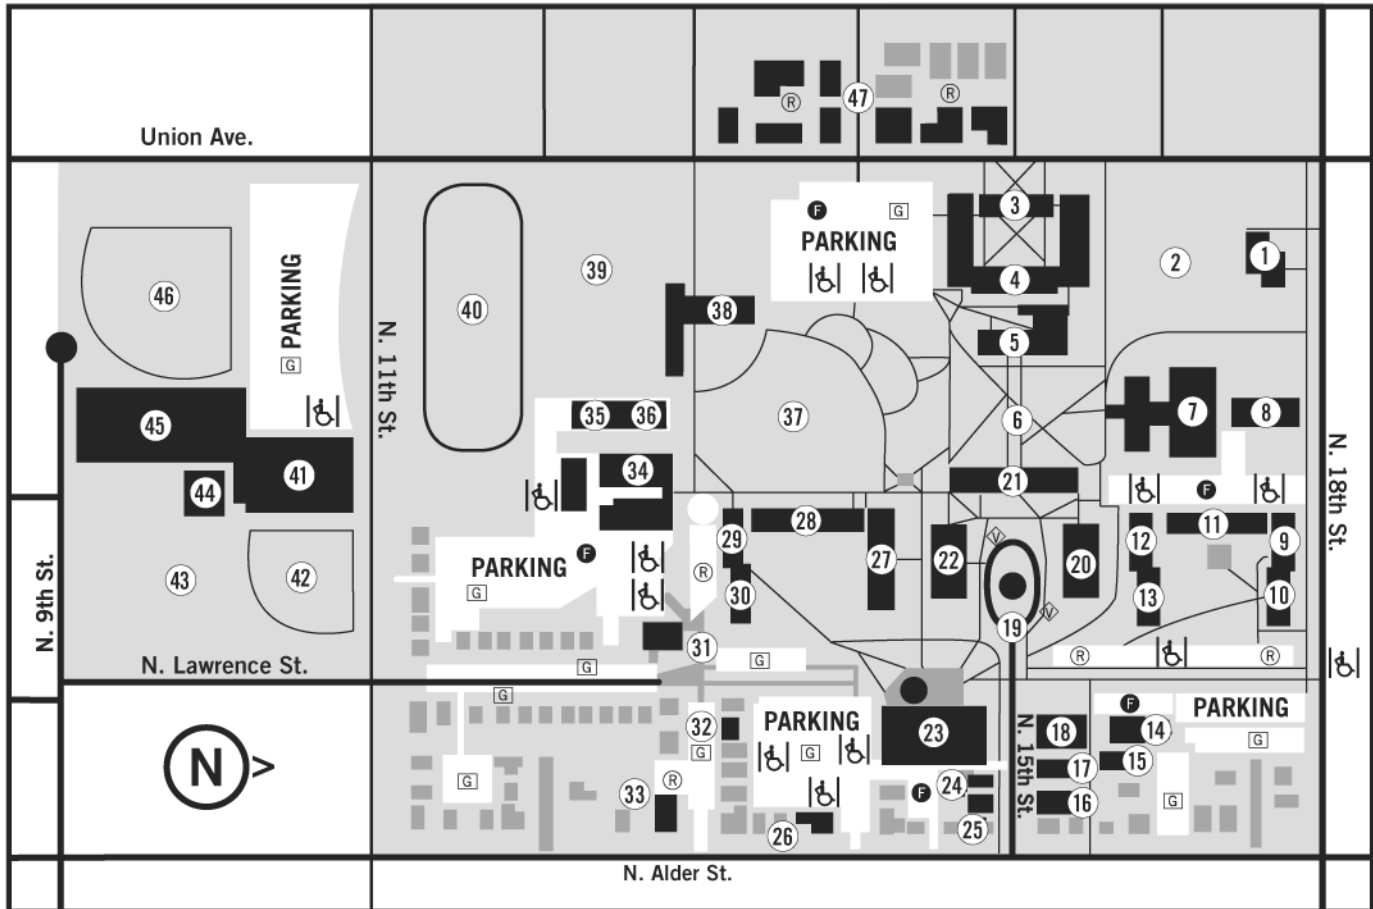 47
R
R
Union Ave.
3
F
G
PARKING
1
2
4
39
46
PARKING
40
38
N. 11th St.
5
G
35
36
37
6
7
8
45
N. 18th St.
34
41
21
F
44
28
11
29
12
9
22
20
27
V
F
PARKING
R
43
42
G
30
19
V
13
10
N. 9th St.
31
N. Lawrence St.
G
G
R
R
G
23
N. 15th St.
F
PARKING
32
PARKING
18
14
G
G
G
N >
17
15
G
R
24
F
16
G
33
26
25
N. Alder St.